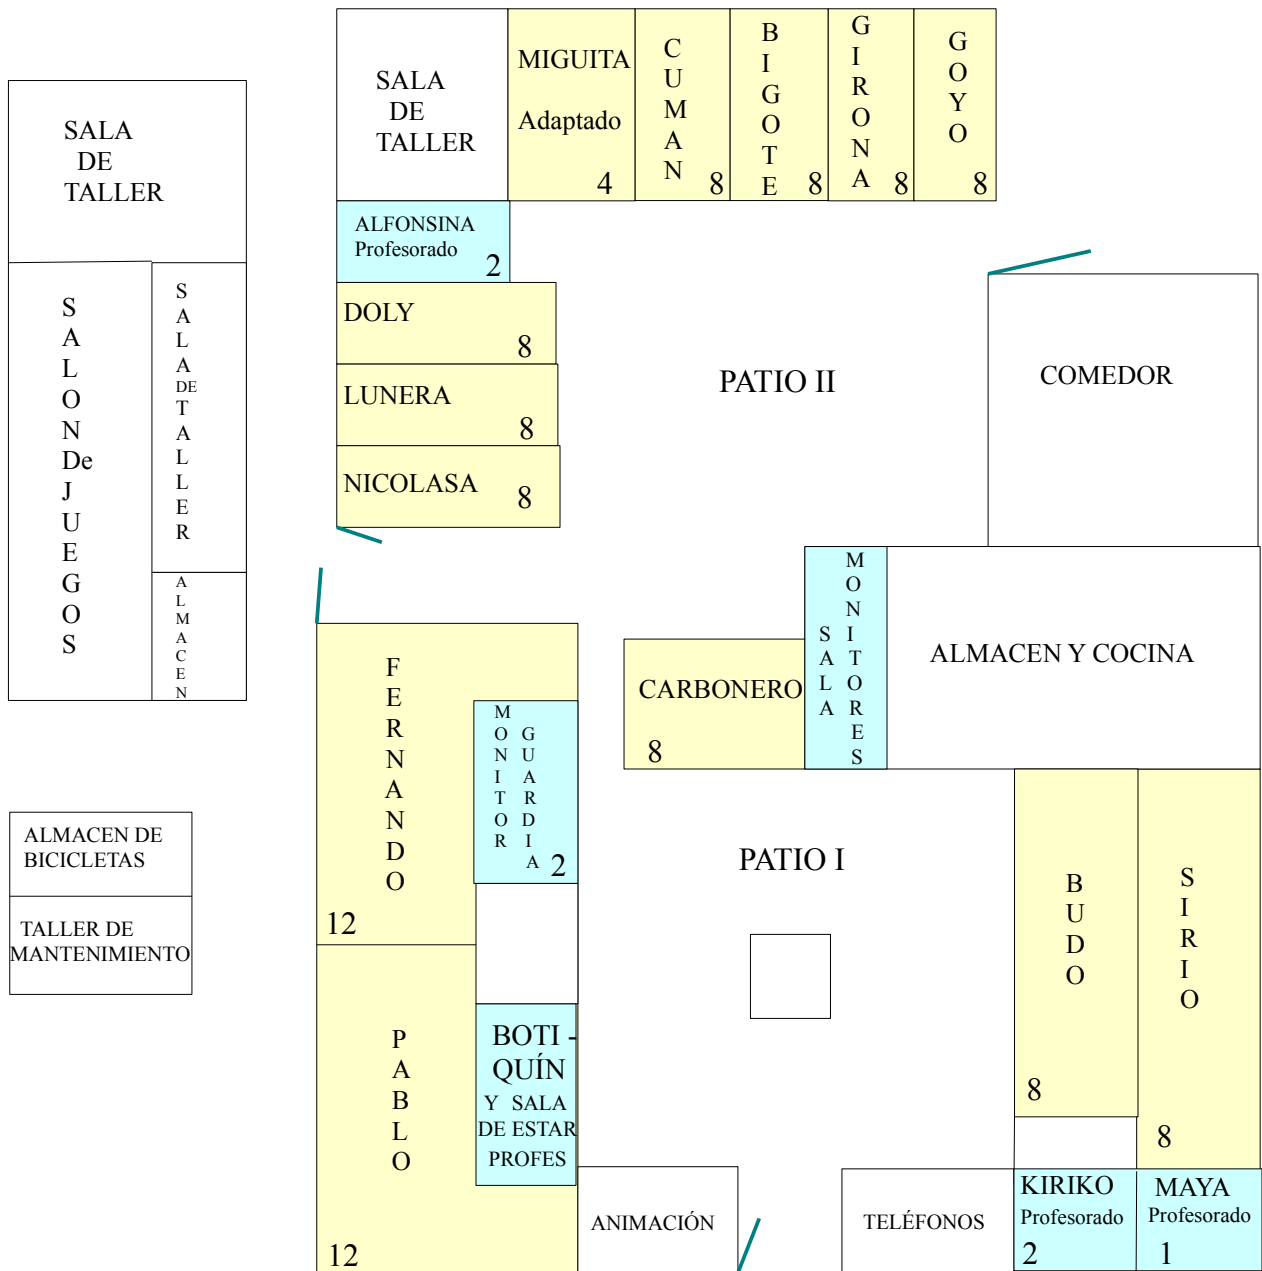 SALA
DE
TALLER
MIGUITA
Adaptado
4
CUMAN
8
BIGOTE
8
GIRONA
8
GOYO
8
SALA
DE
TALLER
SALON De JUEGOS
SALA DE TALLER
ALMACEN
ALFONSINA
Profesorado
2
DOLY
8
LUNERA
8
NICOLASA
8
PATIO II
COMEDOR
SALA
MONITORES
ALMACEN Y COCINA
CARBONERO
8
FERNANDO
12
MONITOR
GUARDIA
2
PATIO I
BUDO
8
SIRIO
8
ALMACEN DE
BICICLETAS
TALLER DE
MANTENIMIENTO
PABLO
12
BOTI -
QUÍN
Y SALA
DE ESTAR
PROFES
ANIMACIÓN
TELÉFONOS
KIRIKO
Profesorado
2
MAYA
Profesorado
1